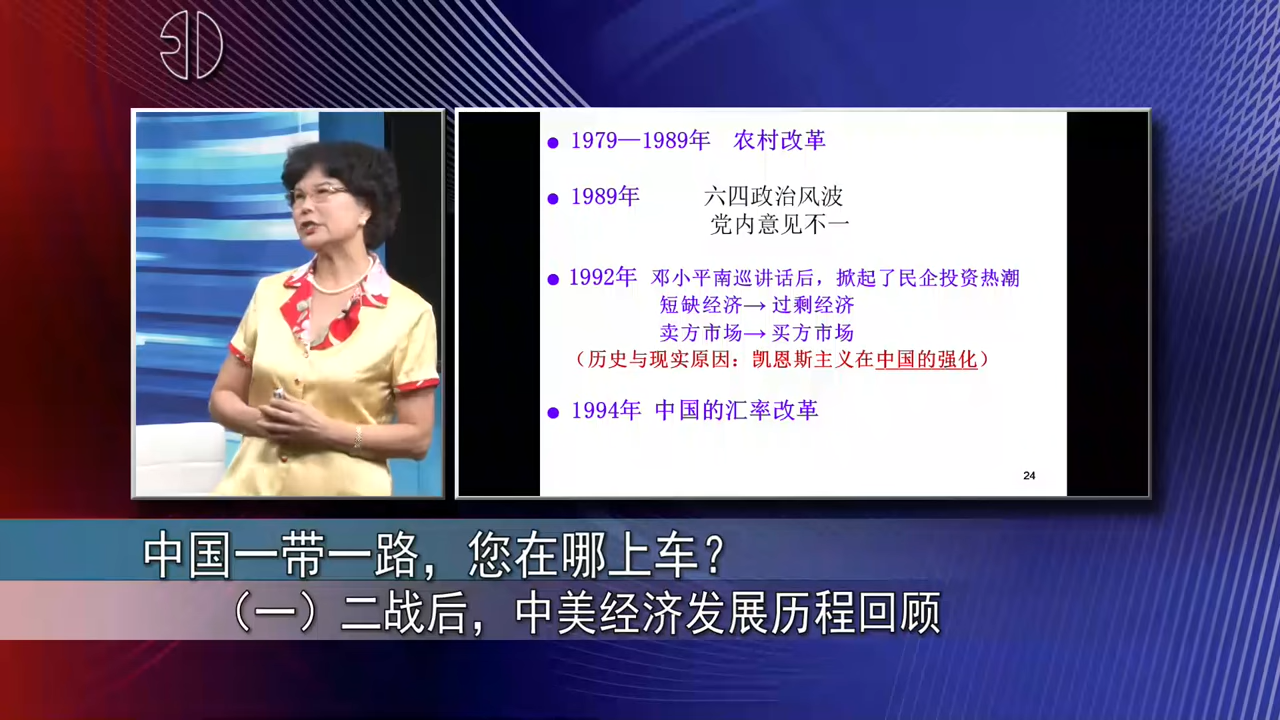 1979—1989年 农村改革
1989年 六四政治风波
党内意见不一
1992年 邓小平南巡讲话后，掀起了民企投资热潮
短缺经济→过剩经济
卖方市场→买方市场
（历史与现实原因：凯恩斯主义在中国的强化）
1994年 中国的汇率改革
24
中国一带一路，您在哪上车？
（一）二战后，中美经济发展历程回顾